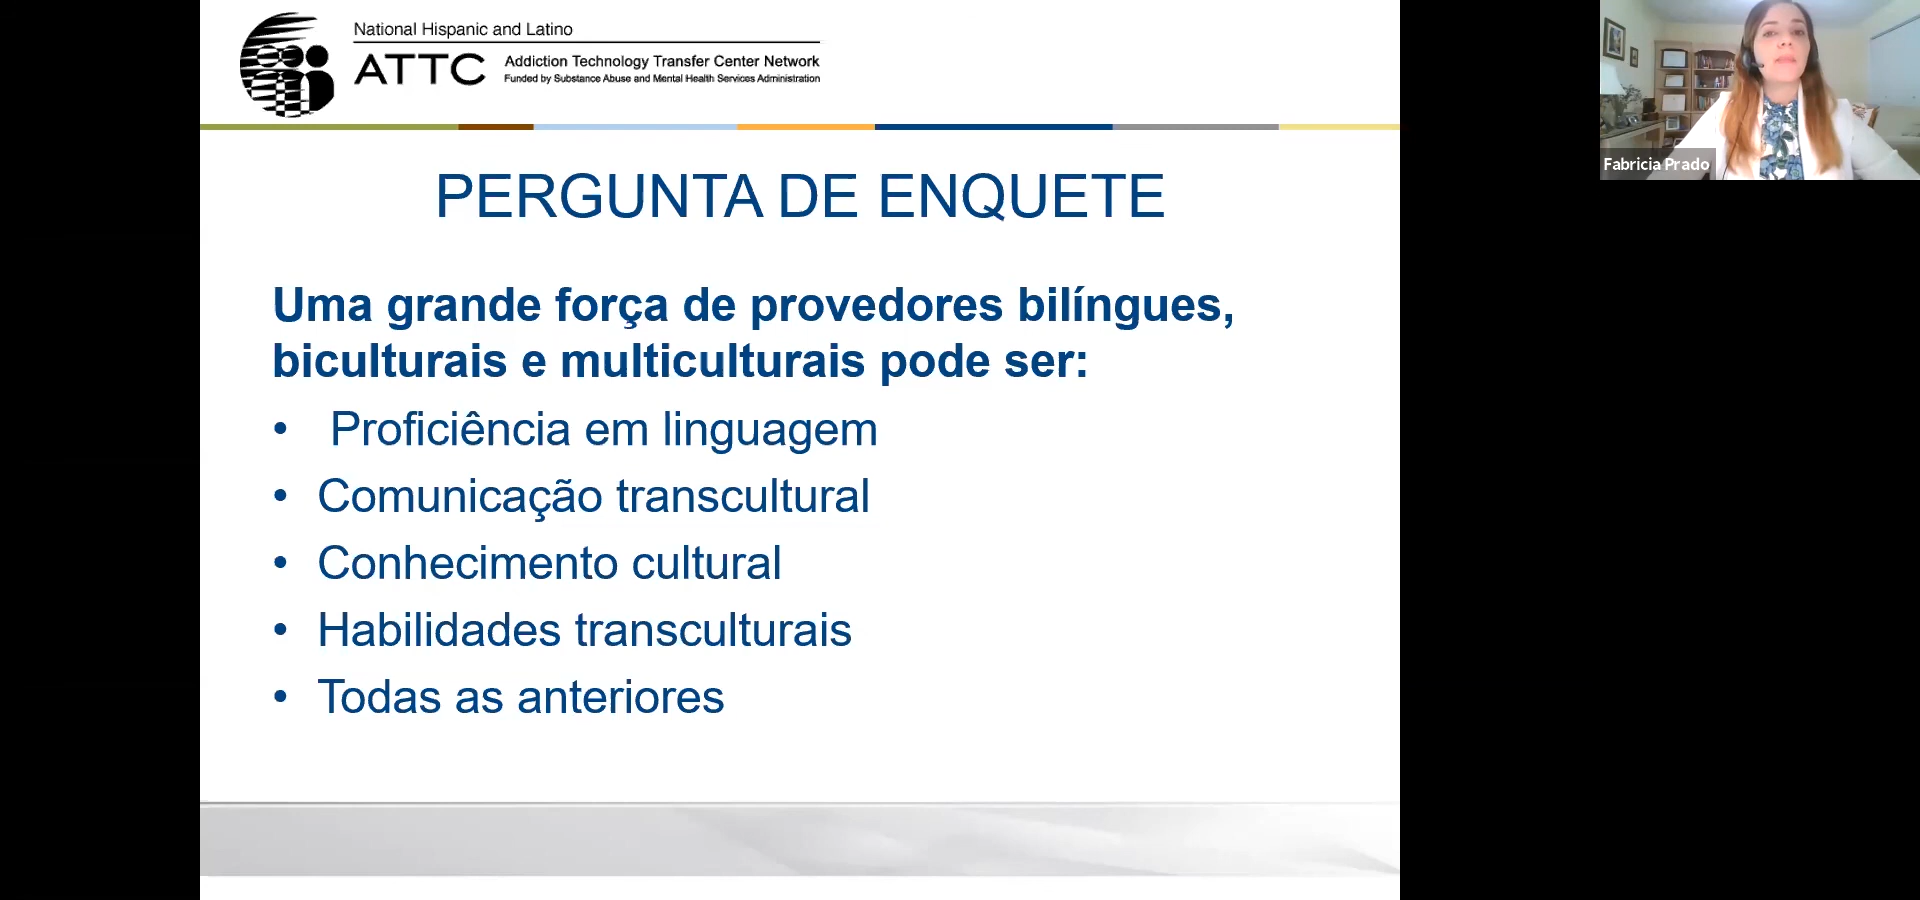 National Hispanic and Latino
ATTC
Addiction Technology Transfer Center Network
Funded by Substance Abuse and Mental Health Services Administration
Fabricia Prado
PERGUNTA DE ENQUETE
Uma grande força de provedores bilíngues,
biculturais e multiculturais pode ser:
• Proficiência em linguagem
• Comunicação transcultural
• Conhecimento cultural
• Habilidades transculturais
• Todas as anteriores